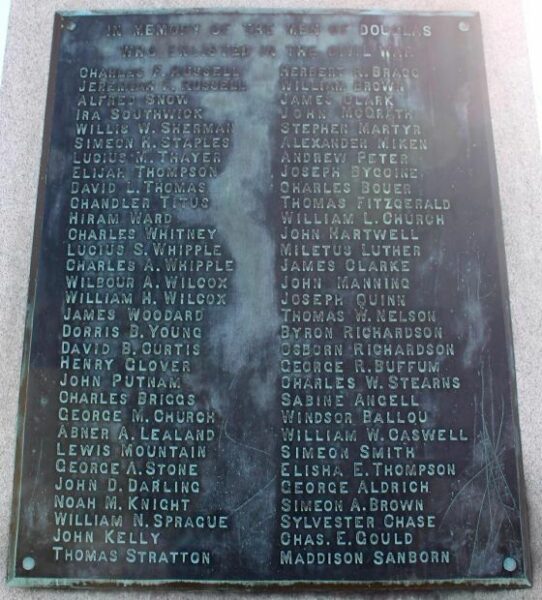 IN MEMORY OF THE MEN OF DOUGLAS
WHO ENLISTED IN THE CIVIL WAR
CHARLES P. RUSSELL
JEREMIAH P. RUSSELL
ALFRED SNOW
IRA SOUTHWICK
WILLIS W. SHERMAN
SIMEON H. STAPLES
LUCIUS M. THAYER
ELIJAH THOMPSON
DAVID L. THOMAS
CHANDLER TITUS
HIRAM WARD
CHARLES WHITNEY
LUCIUS S. WHIPPLE
CHARLES A. WHIPPLE
WILBOUR A. WILCOX
WILLIAM H. WILCOX
JAMES WOODARD
DORRIS B. YOUNG
DAVID B. CURTIS
HENRY GLOVER
JOHN PUTNAM
CHARLES BRIGGS
GEORGE M. CHURCH
ABNER A. LEALAND
LEWIS MOUNTAIN
GEORGE A. STONE
JOHN D. DARLING
NOAH M. KNIGHT
WILLIAM N. SPRAGUE
JOHN KELLY
THOMAS STRATTON
HERBERT N. BRAGG
WILLIAM BROWN
JAMES CLARK
JOHN MCGRATH
STEPHEN MARTYR
ALEXANDER MIKEN
ANDREW PETER
JOSEPH BYGGINE
CHARLES BOUER
THOMAS FITZGERALD
WILLIAM L. CHURCH
JOHN HARTWELL
MILETUS LUTHER
JAMES CLARKE
JOHN MANNING
JOSEPH QUINN
THOMAS W. NELSON
BYRON RICHARDSON
OSBORN RICHARDSON
GEORGE R. BUFFUM
CHARLES W. STEARNS
SABINE ANGELL
WINDSOR BALLOU
WILLIAM W. CASWELL
SIMEON SMITH
ELISHA E. THOMPSON
GEORGE ALDRICH
SIMEON A. BROWN
SYLVESTER CHASE
CHAS. E. GOULD
MADDISON SANBORN